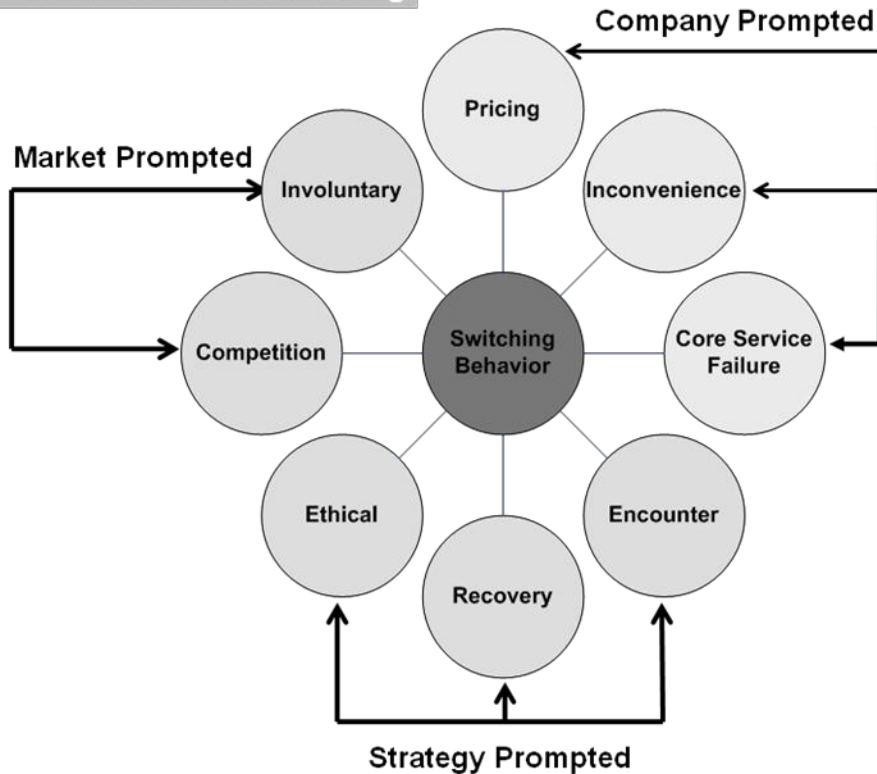 Company Prompted
Pricing
Market Prompted
Involuntary
Inconvenience
Switching
Behavior
Competition
Core Service
Failure
Ethical
Encounter
Recovery
Strategy Prompted